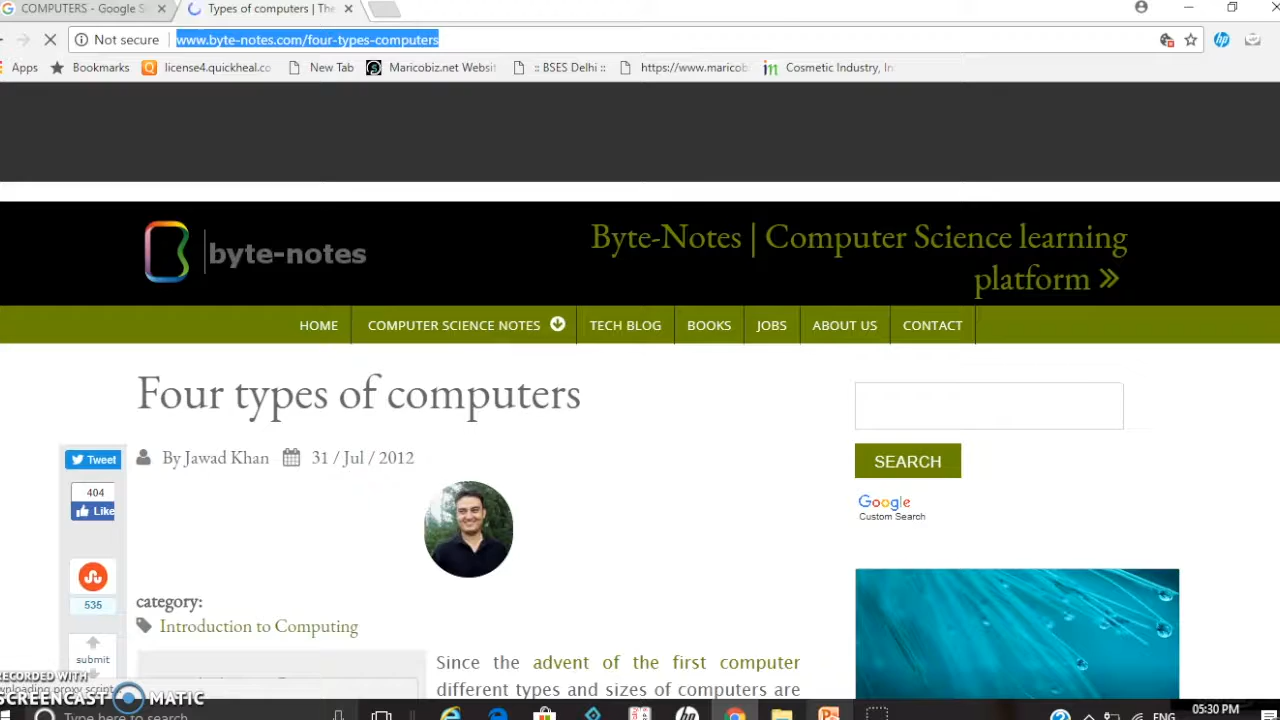 COMPUTERS - Google S
Types of computers | The
Not secure
www.byte-notes.com/four-types-computers
Apps
Bookmarks
license4.quickheal.co
New Tab
Maricobiz.net Websit
:: BSES Delhi ::
https://www.maricob
Cosmetic Industry, In
byte-notes
Byte-Notes | Computer Science learning
platform »
HOME
COMPUTER SCIENCE NOTES
TECH BLOG
BOOKS
JOBS
ABOUT US
CONTACT
Four types of computers
By Jawad Khan
31 / Jul / 2012
Tweet
404
Like
535
submit
SEARCH
Google
Custom Search
category:
Introduction to Computing
Since the advent of the first computer
different types and sizes of computers are
RECORDED WITH
wnloading proxy script
SCREENCAST MATIC
Type here to search
hp
ENG
05:30 PM